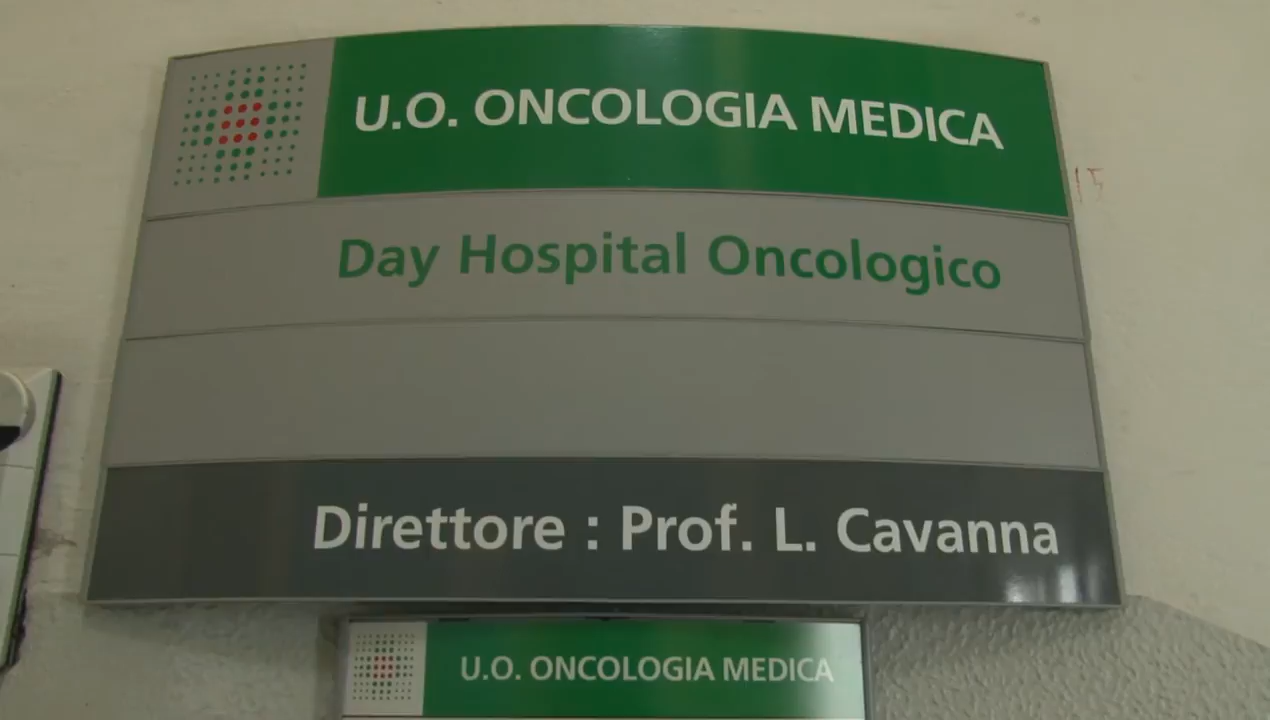 U.O. ONCOLOGIA MEDICA
Day Hospital Oncologico
Direttore : Prof. L. Cavanna
U.O. ONCOLOGIA MEDICA